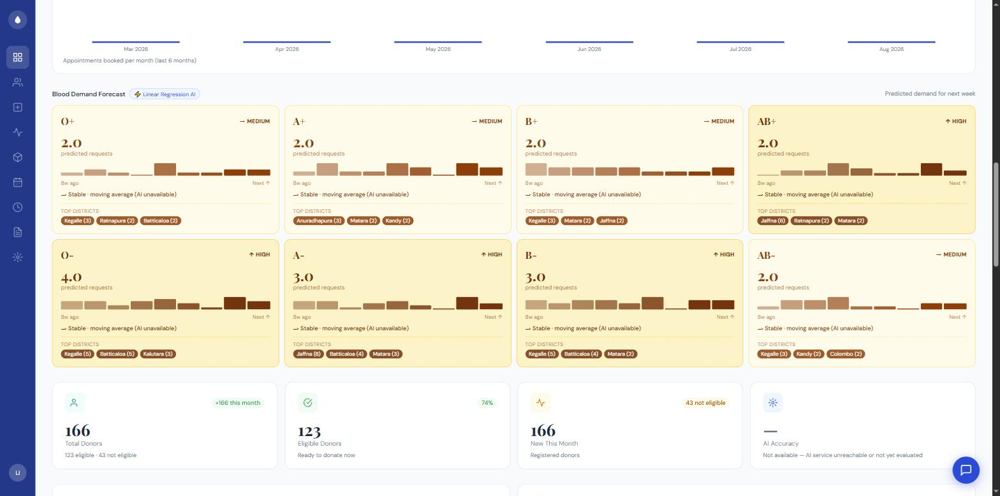 Mar 2026 Apr 2026 May 2026 Jun 2026 Jul 2026 Aug 2026
Appointments booked per month (last 6 months)
Blood Demand Forecast ⚡ Linear Regression AI Predicted demand for next week
O+ → MEDIUM
2.0
predicted requests
8w ago Next ↑
→ Stable · moving average (AI unavailable)
TOP DISTRICTS
Kegalle (3) Ratnapura (2) Batticaloa (2)
A+ → MEDIUM
2.0
predicted requests
8w ago Next ↑
→ Stable · moving average (AI unavailable)
TOP DISTRICTS
Anuradhapura (3) Matara (2) Kandy (2)
B+ → MEDIUM
2.0
predicted requests
8w ago Next ↑
→ Stable · moving average (AI unavailable)
TOP DISTRICTS
Kegalle (3) Matara (2) Jaffna (2)
AB+ ↑ HIGH
2.0
predicted requests
8w ago Next ↑
→ Stable · moving average (AI unavailable)
TOP DISTRICTS
Jaffna (6) Ratnapura (2) Matara (2)
O- ↑ HIGH
4.0
predicted requests
8w ago Next ↑
→ Stable · moving average (AI unavailable)
TOP DISTRICTS
Kegalle (5) Batticaloa (5) Kalutara (3)
A- ↑ HIGH
3.0
predicted requests
8w ago Next ↑
→ Stable · moving average (AI unavailable)
TOP DISTRICTS
Jaffna (8) Batticaloa (4) Matara (3)
B- ↑ HIGH
3.0
predicted requests
8w ago Next ↑
→ Stable · moving average (AI unavailable)
TOP DISTRICTS
Kegalle (5) Batticaloa (4) Matara (2)
AB- → MEDIUM
2.0
predicted requests
8w ago Next ↑
→ Stable · moving average (AI unavailable)
TOP DISTRICTS
Kegalle (3) Kandy (2) Colombo (2)
+166 this month
166
Total Donors
123 eligible · 43 not eligible
74%
123
Eligible Donors
Ready to donate now
43 not eligible
166
New This Month
Registered donors
—
AI Accuracy
Not available — AI service unreachable or not yet evaluated
LI